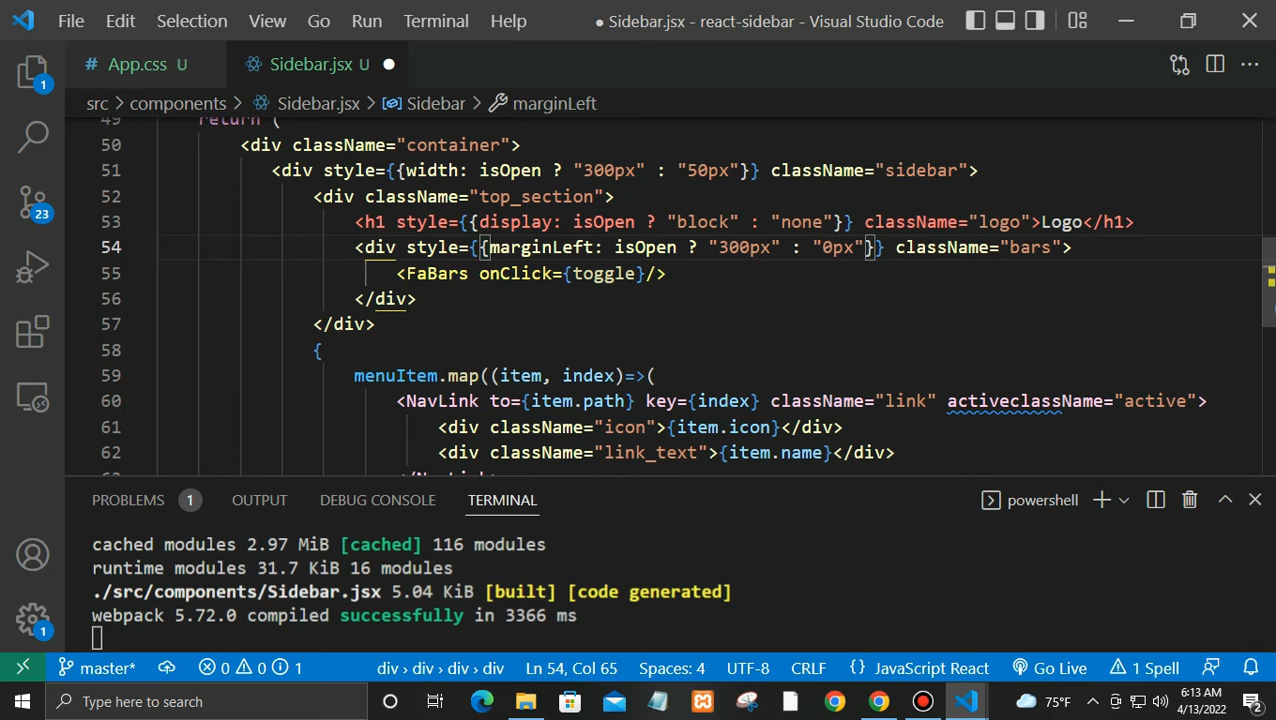 File Edit Selection View Go Run Terminal Help ● Sidebar.jsx - react-sidebar - Visual Studio Code
1 # App.css U Sidebar.jsx U ●
src > components > Sidebar.jsx > Sidebar > marginLeft
49 return (
50 <div className="container">
51 <div style={{width: isOpen ? "300px" : "50px"}} className="sidebar">
52 <div className="top_section">
53 <h1 style={{display: isOpen ? "block" : "none"}} className="logo">Logo</h1>
54 <div style={{marginLeft: isOpen ? "300px" : "0px"}} className="bars">
55 <FaBars onClick={toggle}/>
56 </div>
57 </div>
58 {
59 menuItem.map((item, index)=>(
60 <NavLink to={item.path} key={index} className="link" activeclassName="active">
61 <div className="icon">{item.icon}</div>
62 <div className="link_text">{item.name}</div>
23
PROBLEMS 1 OUTPUT DEBUG CONSOLE TERMINAL powershell
cached modules 2.97 MiB [cached] 116 modules
runtime modules 31.7 KiB 16 modules
./src/components/Sidebar.jsx 5.04 KiB [built] [code generated]
webpack 5.72.0 compiled successfully in 3366 ms
1
master* 0 0 1 div > div > div > div Ln 54, Col 65 Spaces: 4 UTF-8 CRLF {} JavaScript React Go Live 1 Spell
Type here to search 75°F 6:13 AM
4/13/2022 2